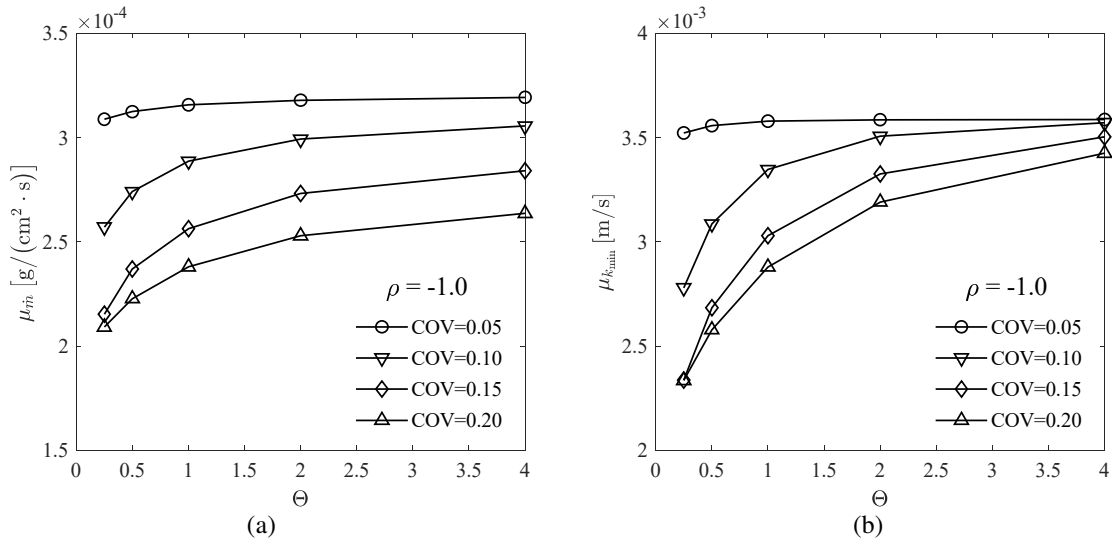 ×10⁻⁴
3.5
3
2.5
2
1.5
μ_ṁ [g/(cm² · s)]
ρ = -1.0
COV=0.05
COV=0.10
COV=0.15
COV=0.20
0 0.5 1 1.5 2 2.5 3 3.5 4
Θ
(a)
×10⁻³
4
3.5
3
2.5
2
μ_k_min [m/s]
ρ = -1.0
COV=0.05
COV=0.10
COV=0.15
COV=0.20
0 0.5 1 1.5 2 2.5 3 3.5 4
Θ
(b)